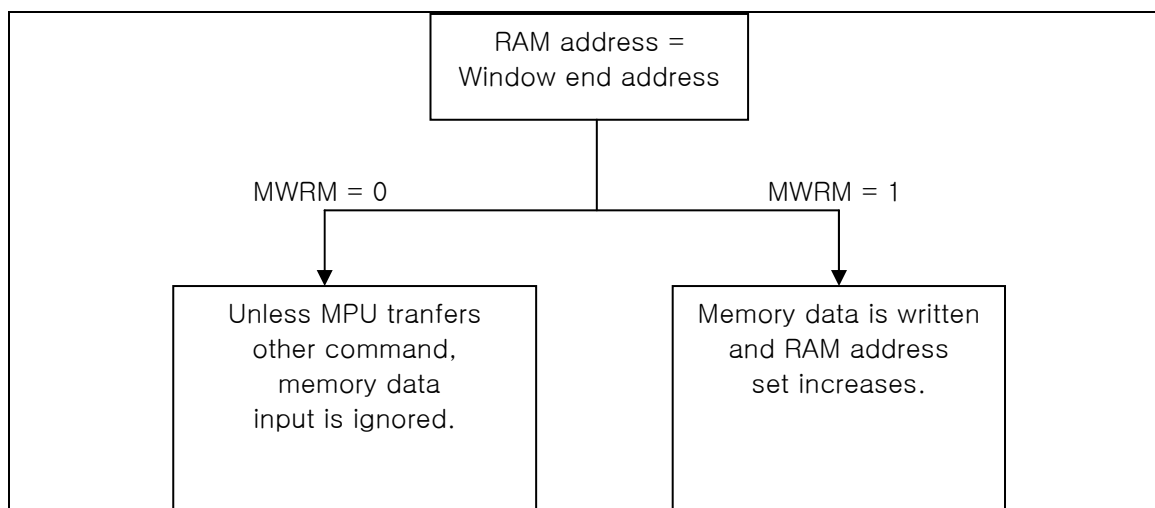 RAM address =
Window end address
MWRM = 0
MWRM = 1
Unless MPU tranfers
other command,
memory data
input is ignored.
Memory data is written
and RAM address
set increases.